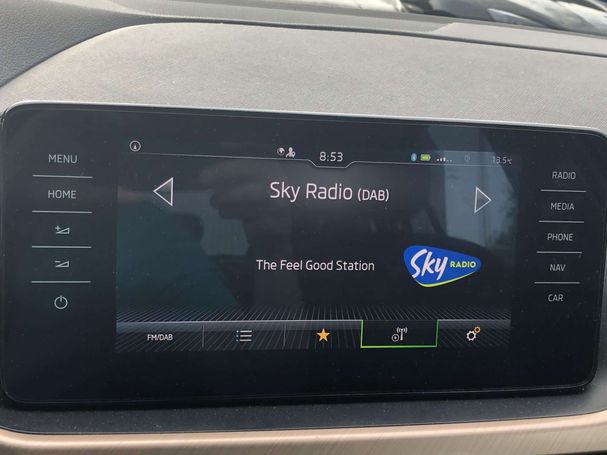 MENU
HOME
8:53
13.5°C
Sky Radio (DAB)
The Feel Good Station
Sky RADIO
FM/DAB
RADIO
MEDIA
PHONE
NAV
CAR